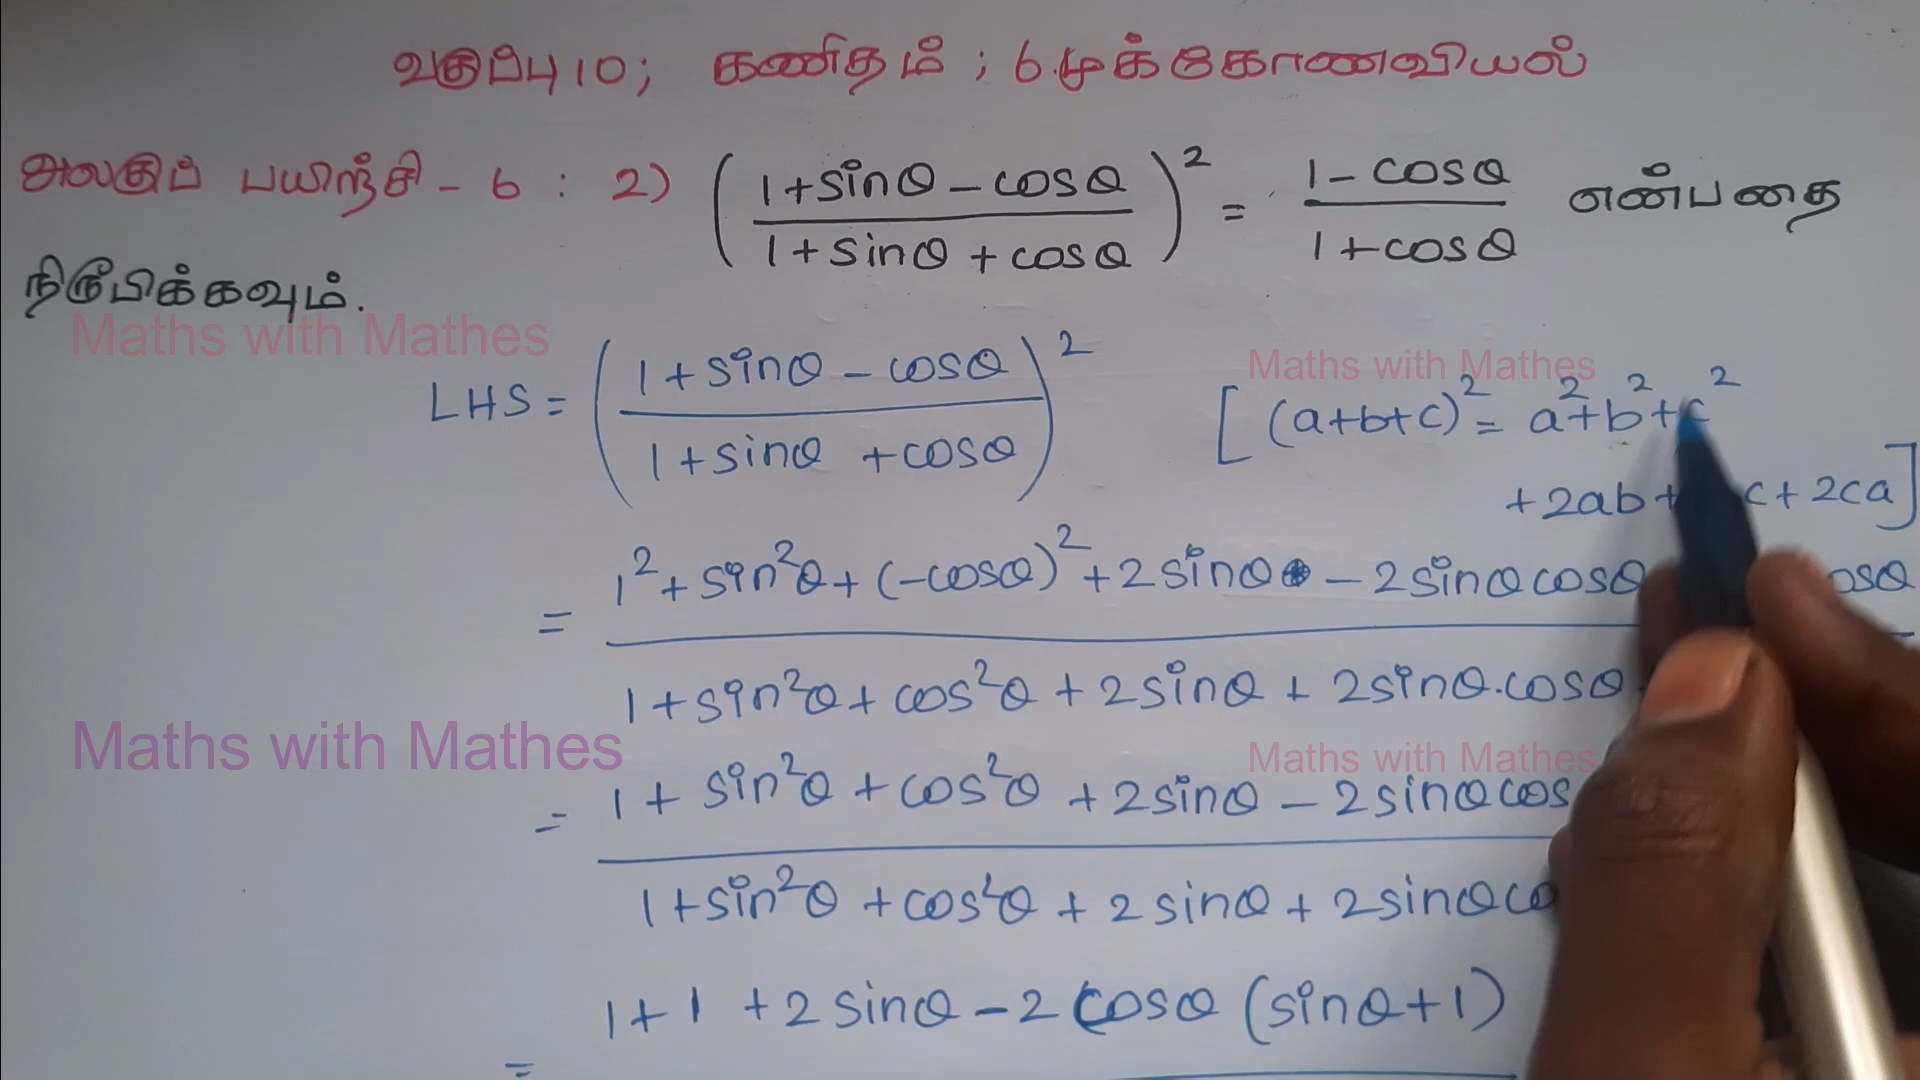 வகுப்பு 10; கணிதம் ; 6.முக்கோணவியல்
அலகுப் பயிற்சி - 6 : 2) ((1+sinθ-cosθ)/(1+sinθ+cosθ))² = (1-cosθ)/(1+cosθ) என்பதை
நிரூபிக்கவும்.
Maths with Mathes
LHS = ((1+sinθ-cosθ)/(1+sinθ+cosθ))²
Maths with Mathes
[(a+b+c)² = a²+b²+c²
+2ab+ c+2ca]
= 1²+sin²θ+(-cosθ)²+2sinθ -2sinθcosθ osθ
1+sin²θ+cos²θ+2sinθ+2sinθ.cosθ
Maths with Mathes
Maths with Mathes
= 1+sin²θ+cos²θ+2sinθ-2sinθcos
1+sin²θ+cos²θ+2sinθ+2sinθco
= 1+1+2sinθ-2cosθ(sinθ+1)